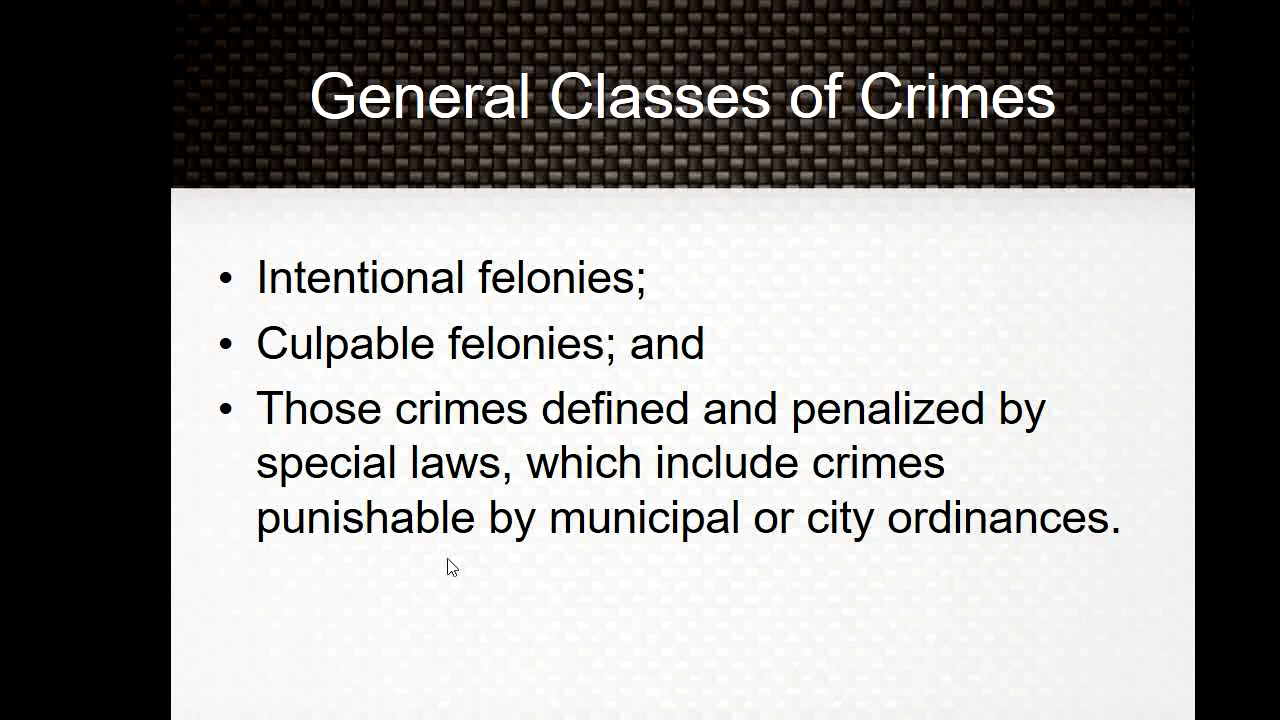 General Classes of Crimes
• Intentional felonies;
• Culpable felonies; and
• Those crimes defined and penalized by
special laws, which include crimes
punishable by municipal or city ordinances.